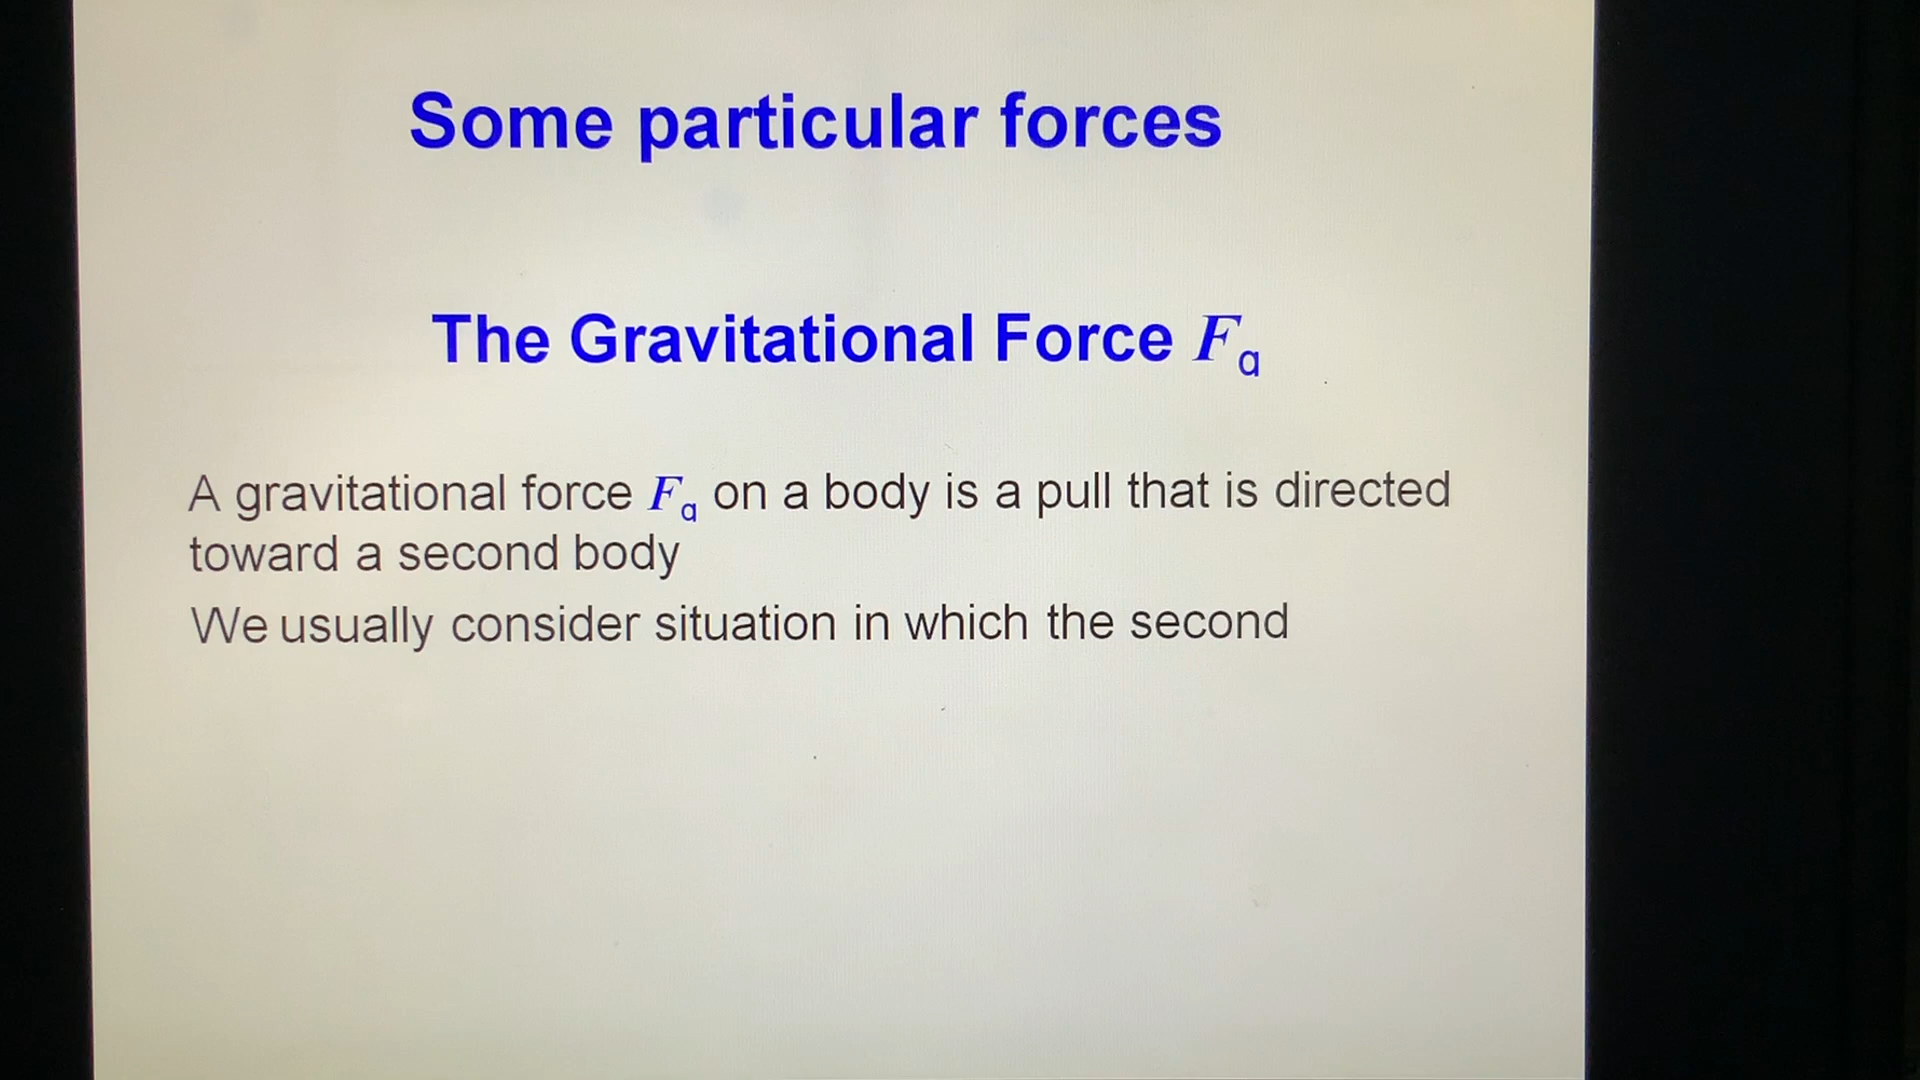 Some particular forces
The Gravitational Force Fg
A gravitational force Fg on a body is a pull that is directed
toward a second body
We usually consider situation in which the second